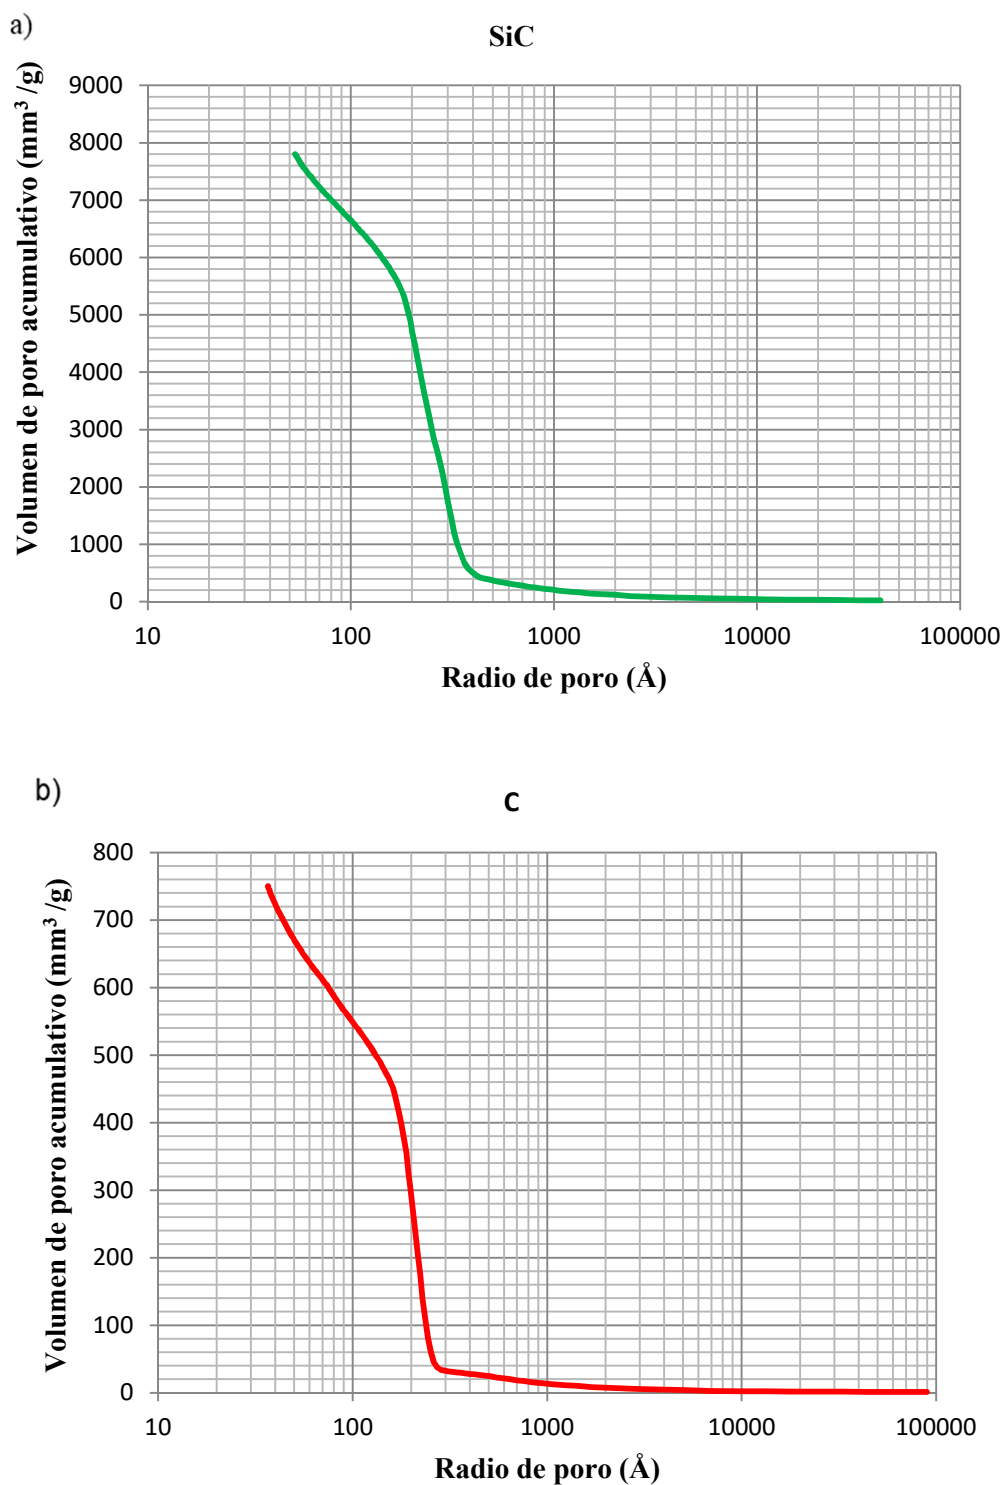 a)
SiC
Volumen de poro acumulativo (mm³ /g)
9000
8000
7000
6000
5000
4000
3000
2000
1000
0
10 100 1000 10000 100000
Radio de poro (Å)
b)
C
Volumen de poro acumulativo (mm³ /g)
800
700
600
500
400
300
200
100
0
10 100 1000 10000 100000
Radio de poro (Å)